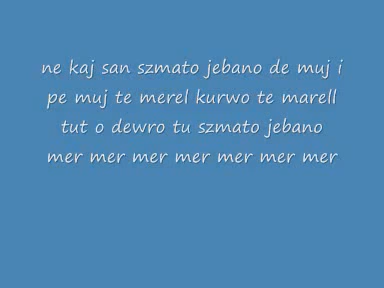 ne kaj san szmato jebano de muj i
pe muj te merel kurwo te marell
tut o dewro tu szmato jebano
mer mer mer mer mer mer mer